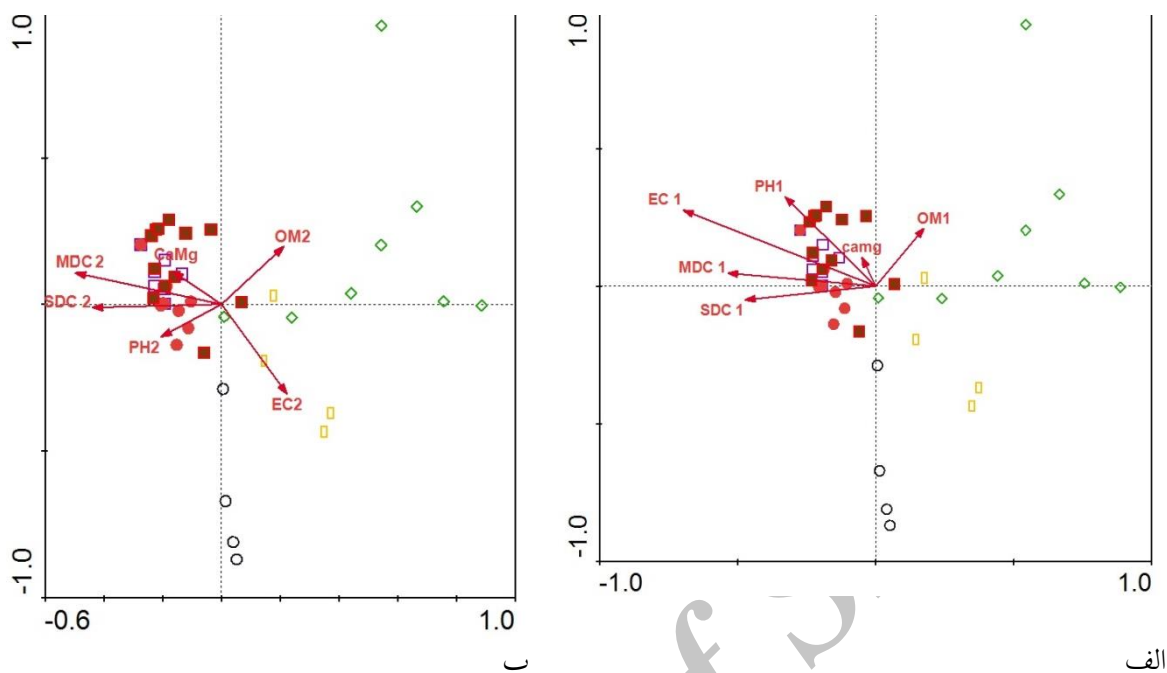 1.0
OM2
CaMg
MDC 2
SDC 2
PH2
EC2
-1.0
-0.6
1.0
ب
1.0
PH1
EC 1
OM1
camg
MDC 1
SDC 1
-1.0
-1.0
1.0
الف